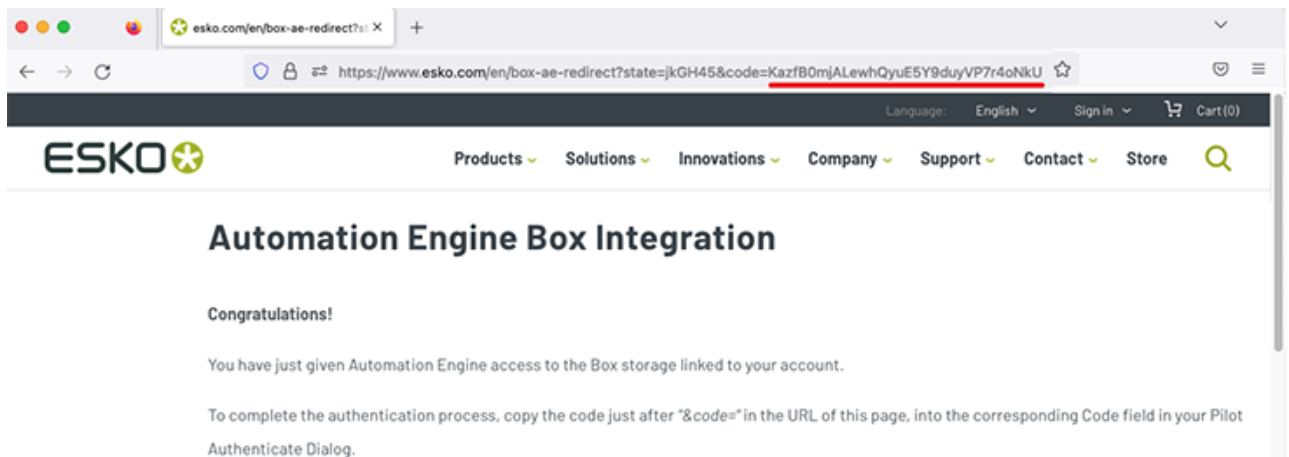 esko.com/en/box-ae-redirect?st
https://www.esko.com/en/box-ae-redirect?state=jkGH45&code=KazfB0mjALewhQyuE5Y9duyVP7r4oNkU
Language: English Sign in Cart (0)
ESKO Products Solutions Innovations Company Support Contact Store
Automation Engine Box Integration
Congratulations!
You have just given Automation Engine access to the Box storage linked to your account.
To complete the authentication process, copy the code just after "&code=" in the URL of this page, into the corresponding Code field in your Pilot
Authenticate Dialog.